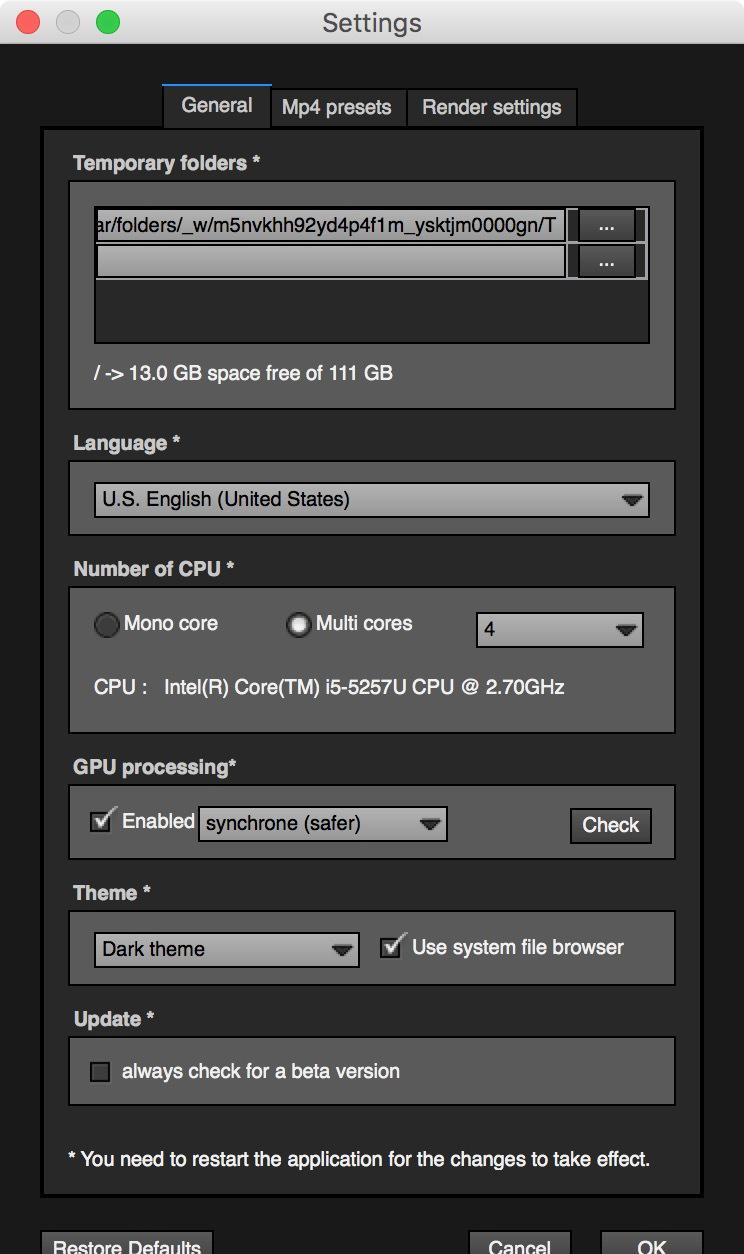 Settings
General Mp4 presets Render settings
Temporary folders *
ar/folders/_w/m5nvkhh92yd4p4f1m_ysktjm0000gn/T ...
...
/ -> 13.0 GB space free of 111 GB
Language *
U.S. English (United States)
Number of CPU *
Mono core Multi cores 4
CPU : Intel(R) Core(TM) i5-5257U CPU @ 2.70GHz
GPU processing*
Enabled synchrone (safer) Check
Theme *
Dark theme Use system file browser
Update *
always check for a beta version
* You need to restart the application for the changes to take effect.
Restore Defaults Cancel OK